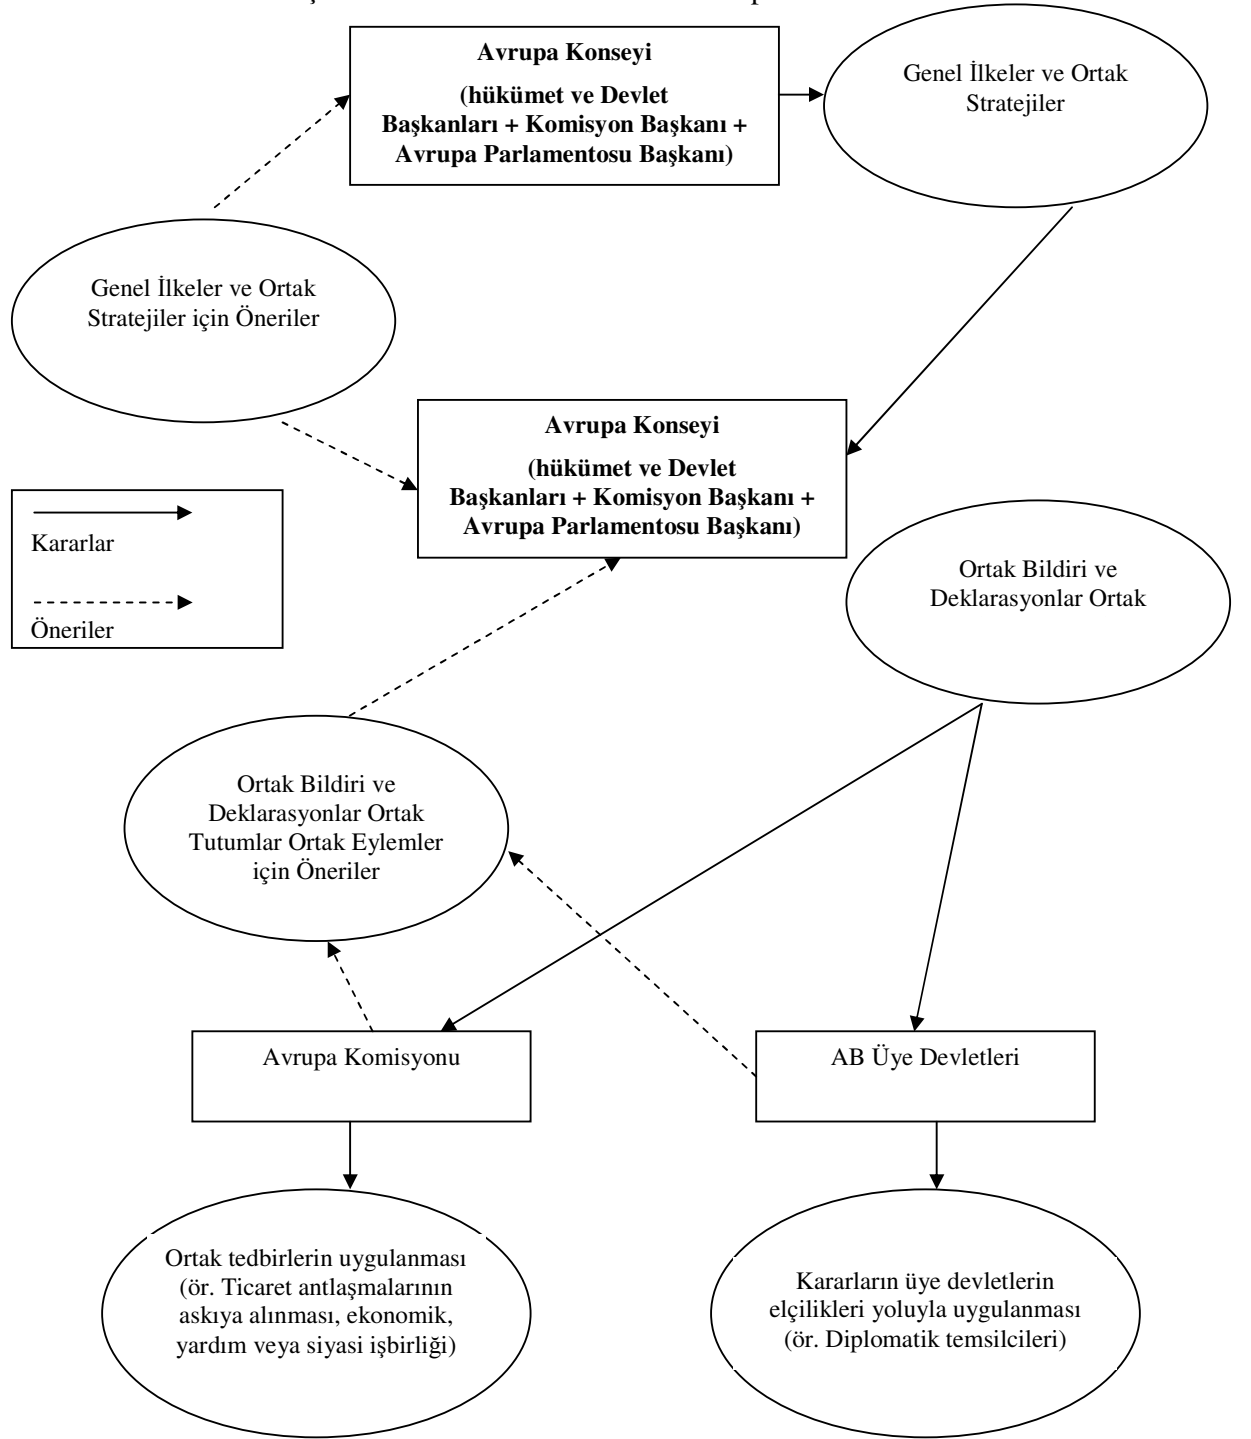 Avrupa Konseyi
(hükümet ve Devlet
Başkanları + Komisyon Başkanı +
Avrupa Parlamentosu Başkanı)
Genel İlkeler ve Ortak
Stratejiler
Genel İlkeler ve Ortak
Stratejiler için Öneriler
Avrupa Konseyi
(hükümet ve Devlet
Başkanları + Komisyon Başkanı +
Avrupa Parlamentosu Başkanı)
Kararlar
Öneriler
Ortak Bildiri ve
Deklarasyonlar Ortak
Ortak Bildiri ve
Deklarasyonlar Ortak
Tutumlar Ortak Eylemler
için Öneriler
Avrupa Komisyonu
AB Üye Devletleri
Ortak tedbirlerin uygulanması
(ör. Ticaret antlaşmalarının
askıya alınması, ekonomik,
yardım veya siyasi işbirliği)
Kararların üye devletlerin
elçilikleri yoluyla uygulanması
(ör. Diplomatik temsilcileri)